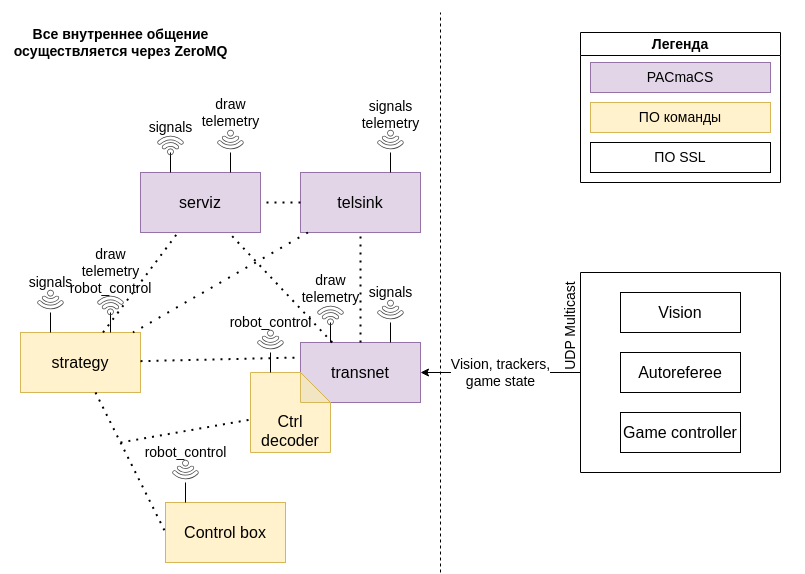 Все внутреннее общение
осуществляется через ZeroMQ
Легенда
PACmaCS
ПО команды
ПО SSL
signals
draw
telemetry
signals
telemetry
serviz
telsink
signals
draw
telemetry
robot_control
draw
telemetry
signals
robot_control
strategy
transnet
Ctrl
decoder
robot_control
Control box
Vision, trackers,
game state
UDP Multicast
Vision
Autoreferee
Game controller